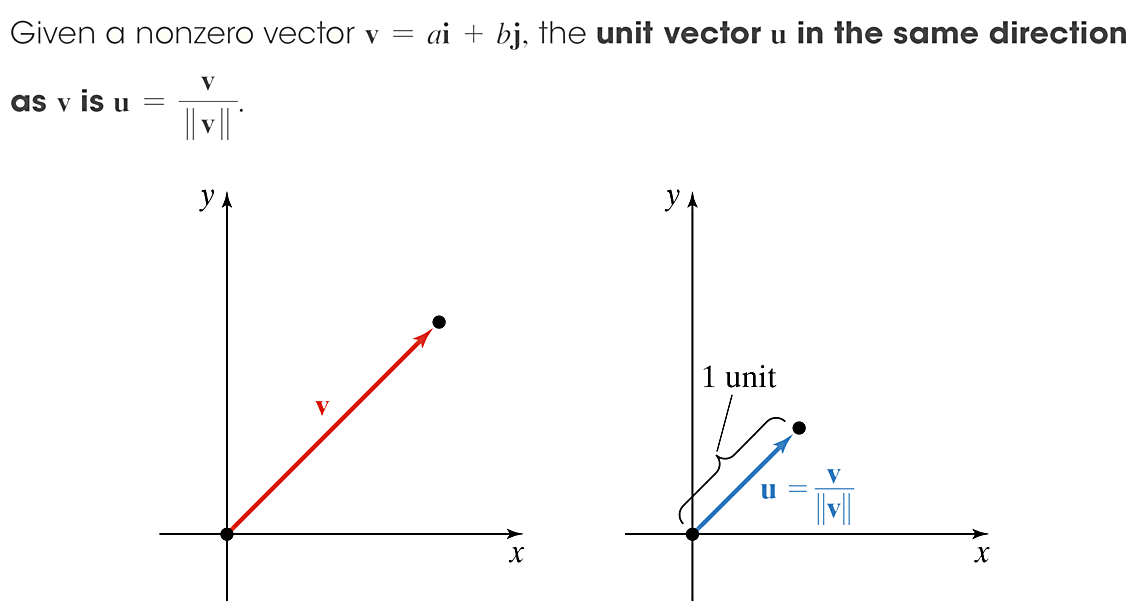 Given a nonzero vector v = ai + bj, the unit vector u in the same direction
as v is u = v/||v||.
y
y
1 unit
v
u = v/||v||
x
x